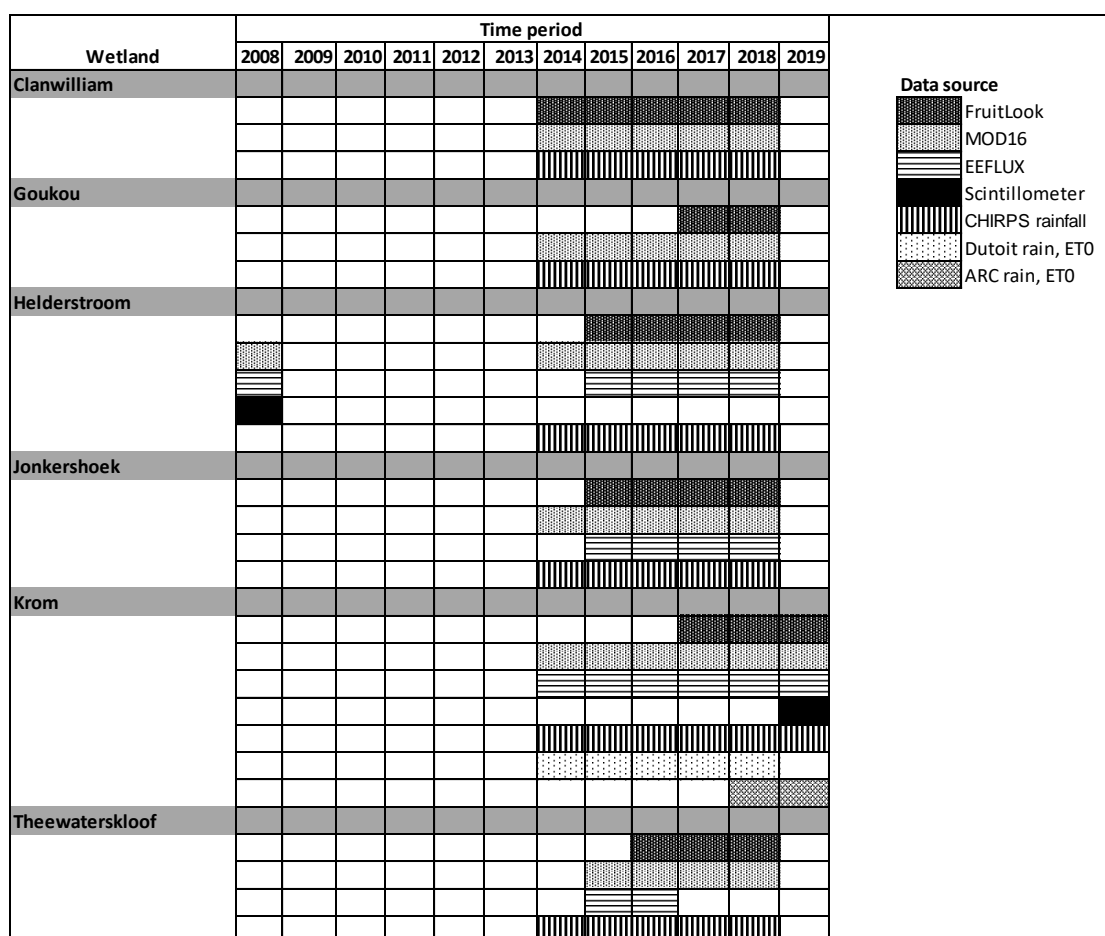 Time period
Wetland 2008 2009 2010 2011 2012 2013 2014 2015 2016 2017 2018 2019
Clanwilliam
Goukou
Helderstroom
Jonkershoek
Krom
Theewaterskloof
Data source
FruitLook
MOD16
EEFLUX
Scintillometer
CHIRPS rainfall
Dutoit rain, ET0
ARC rain, ET0